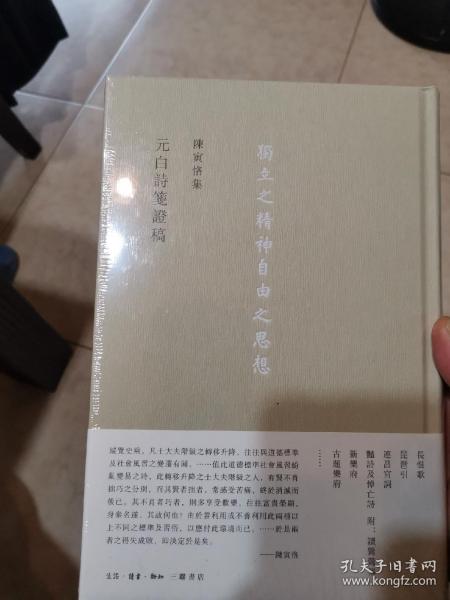 獨立之精神自由之思想
陳寅恪集
元白詩箋證稿
長恨歌
琵琶引
連昌宮詞
豔詩及悼亡詩 附：讀鶯鶯
新樂府
古題樂府
……
縱覽史乘，凡士大夫階級之轉移升降，往往與道德標準
及社會風習之變遷有關。……值此道德標準社會風習紛
亂變易之時，此轉移升降之士大夫階級之人，有賢不肖
拙巧之分別，而其賢者拙者，常感受苦痛，終於消滅而
後已。其不肖者巧者，則多享受歡樂，往往富貴榮顯，
身泰名遂。其故何也？由於善利用或不善利用此兩種以
上不同之標準及習俗，以應付此環境而已。……於是兩
者之得失成敗，即決定於是矣。
——陳寅恪
生活·讀書·新知 三聯書店
孔夫子旧书网
book.kongfz.com